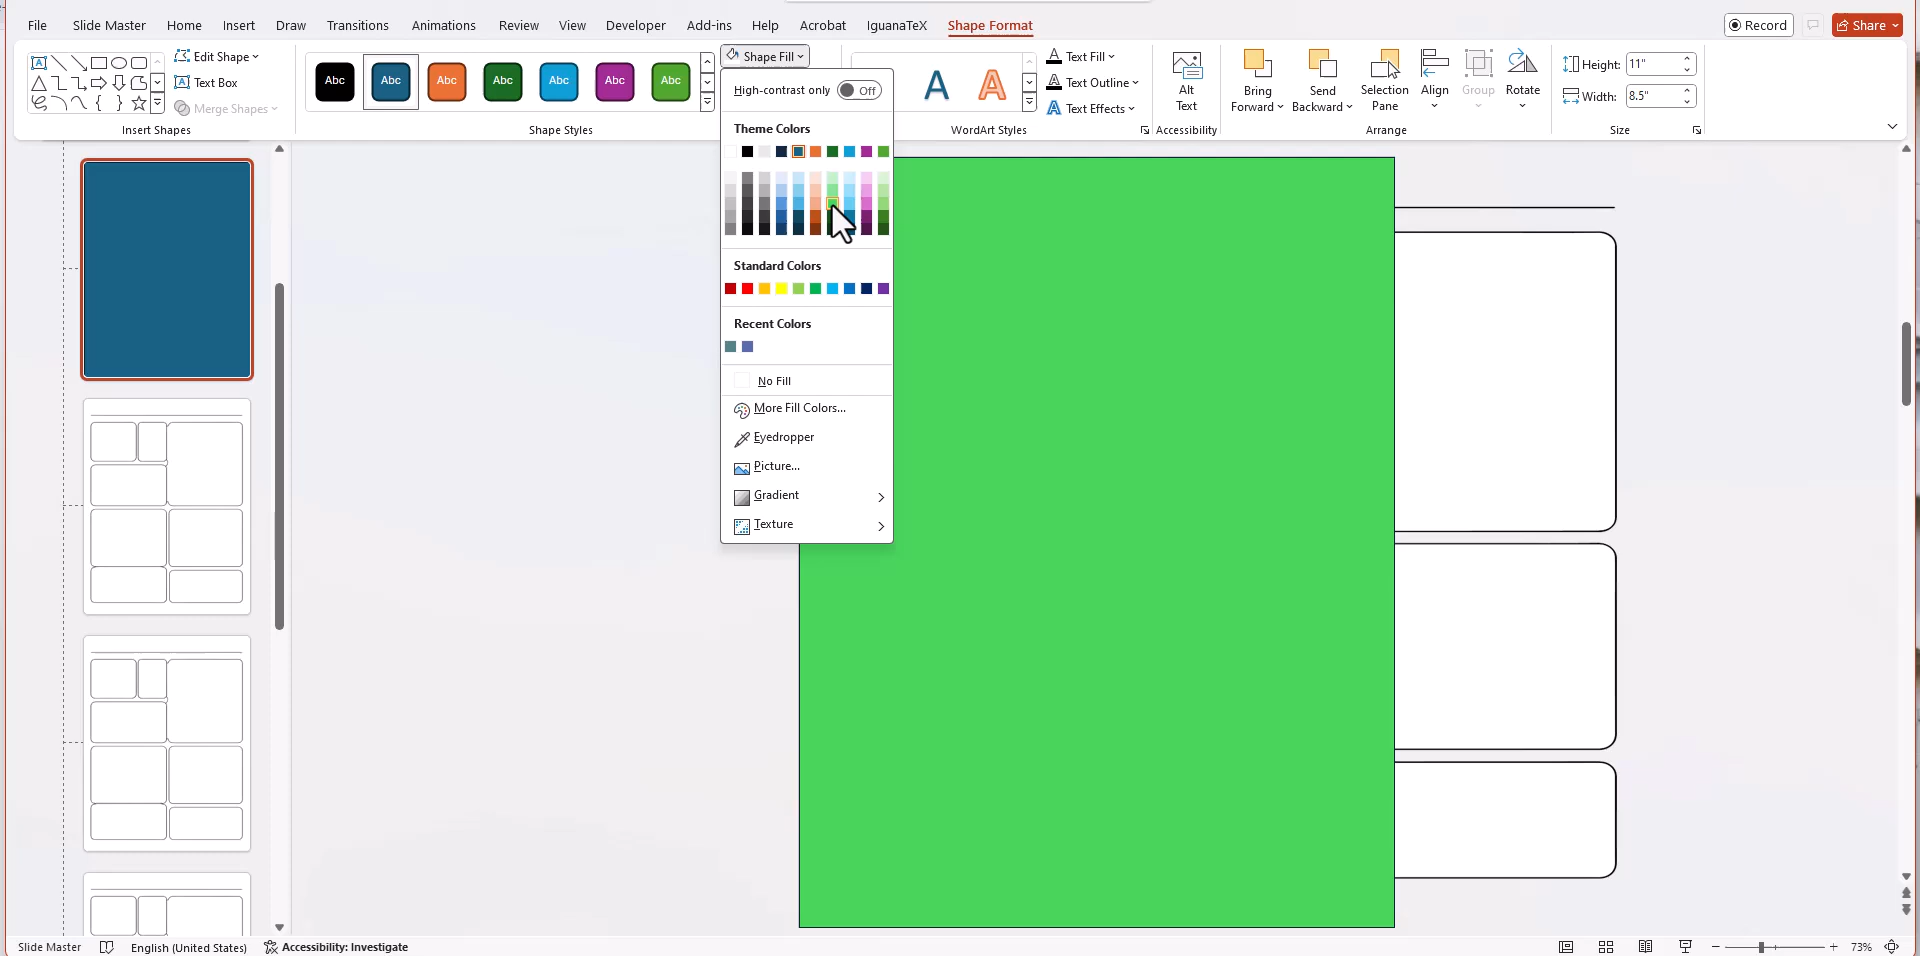 File Slide Master Home Insert Draw Transitions Animations Review View Developer Add-ins Help Acrobat IguanaTeX Shape Format Record Share
Edit Shape
Text Box
Merge Shapes
Insert Shapes
Abc Abc Abc Abc Abc Abc Abc
Shape Styles
Shape Fill
High-contrast only Off
Theme Colors
Standard Colors
Recent Colors
No Fill
More Fill Colors...
Eyedropper
Picture...
Gradient
Texture
A A
Text Fill
Text Outline
Text Effects
WordArt Styles
Alt
Text
Accessibility
Bring
Forward
Send
Backward
Selection
Pane
Align
Group
Rotate
Arrange
Height: 11"
Width: 8.5"
Size
Slide Master English (United States) Accessibility: Investigate 73%